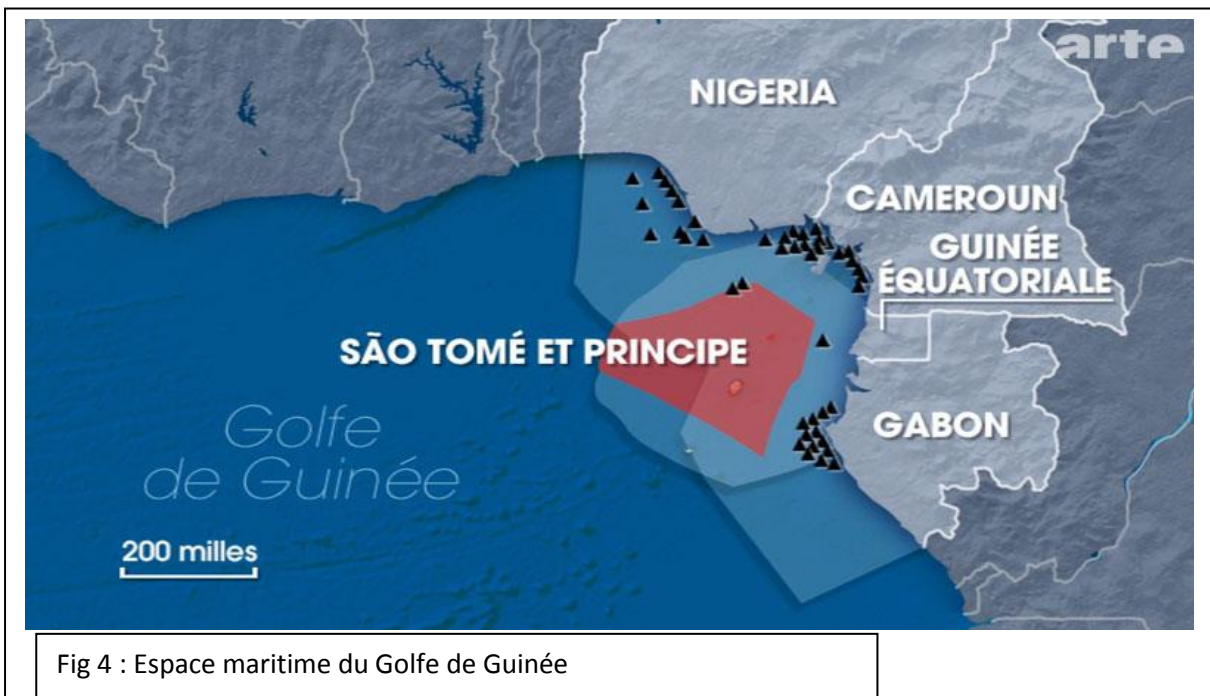 arte
NIGERIA
CAMEROUN
GUINÉE
ÉQUATORIALE
SÃO TOMÉ ET PRINCIPE
GABON
Golfe
de Guinée
200 milles
Fig 4 : Espace maritime du Golfe de Guinée